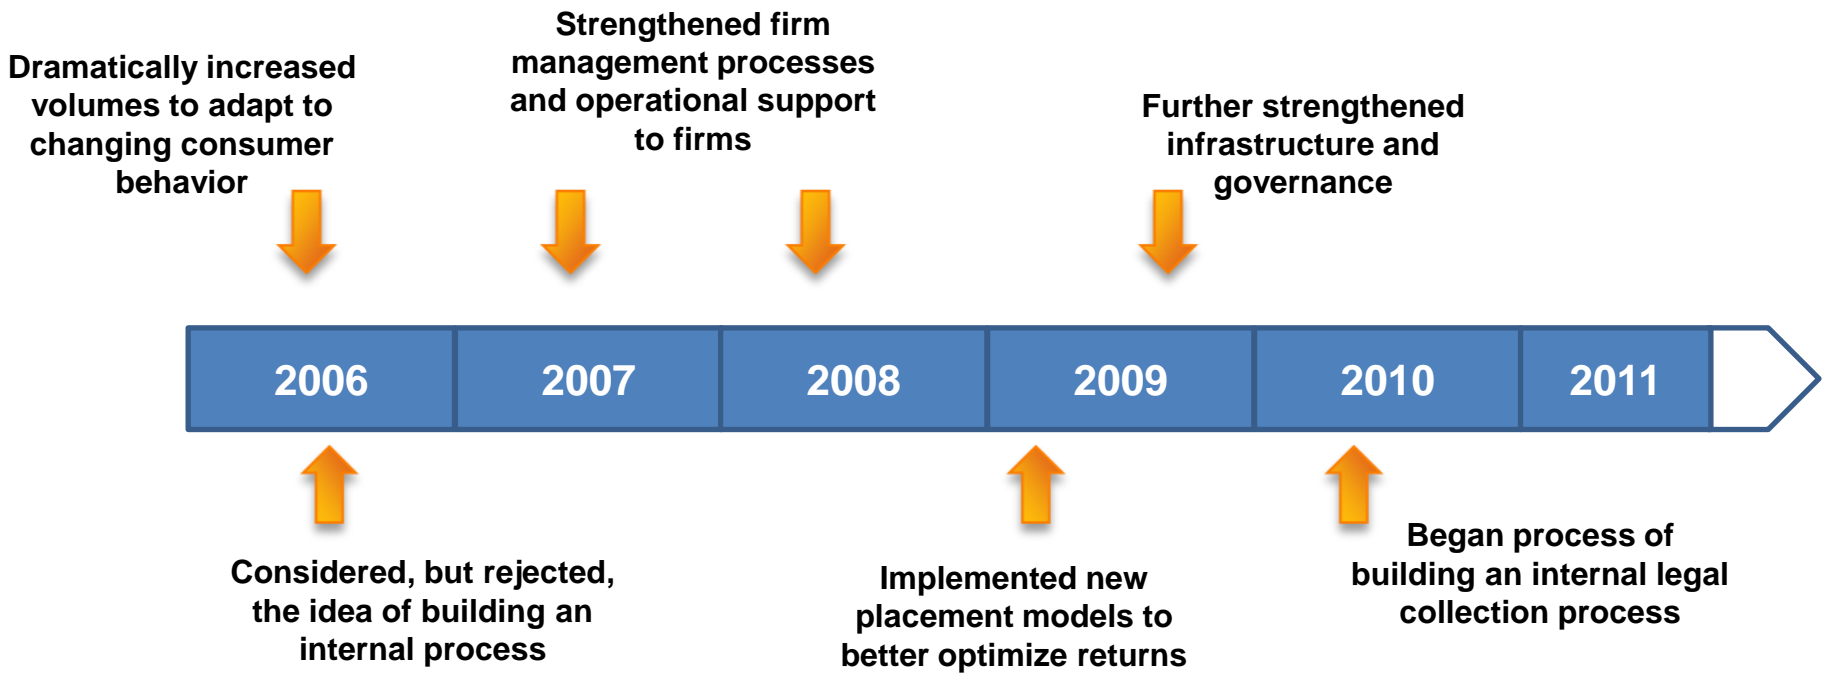 Dramatically increased
volumes to adapt to
changing consumer
behavior
Strengthened firm
management processes
and operational support
to firms
Further strengthened
infrastructure and
governance
2006
2007
2008
2009
2010
2011
Considered, but rejected,
the idea of building an
internal process
Implemented new
placement models to
better optimize returns
Began process of
building an internal legal
collection process